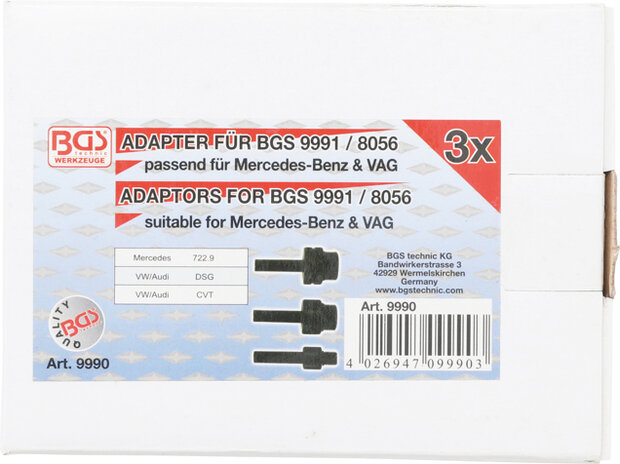 BGS
technic
WERKZEUGE
ADAPTER FÜR BGS 9991 / 8056
passend für Mercedes-Benz & VAG
3x
ADAPTORS FOR BGS 9991 / 8056
suitable for Mercedes-Benz & VAG
Mercedes 722.9
VW/Audi DSG
VW/Audi CVT
BGS technic KG
Bandwirkerstrasse 3
42929 Wermelskirchen
Germany
www.bgstechnic.com
QUALITY
BGS
Art. 9990
Art. 9990
4 026947 099903